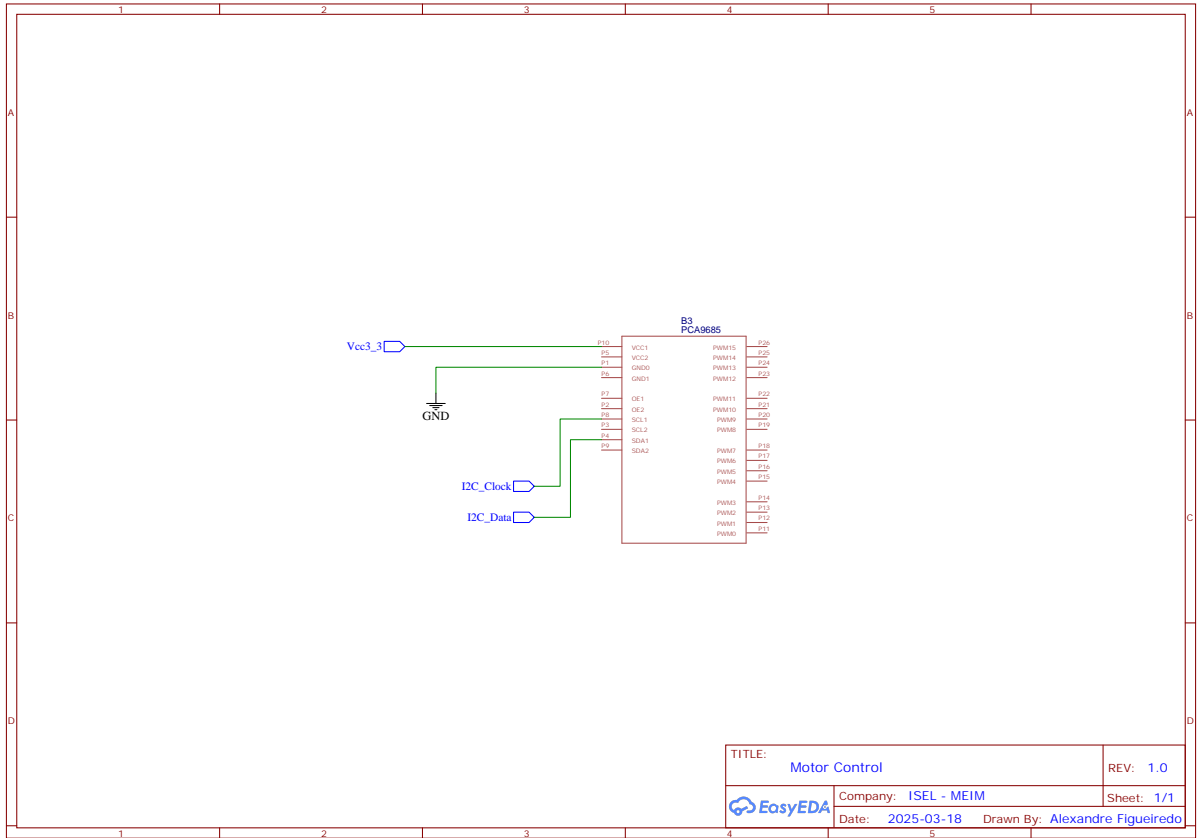 1 2 3 4 5
A A
B3
PCA9685
B B
Vcc3_3
P10 VCC1 PWM15 P26
P5 VCC2 PWM14 P25
P1 GND0 PWM13 P24
P6 GND1 PWM12 P23
P7 OE1 PWM11 P22
P2 OE2 PWM10 P21
P8 SCL1 PWM9 P20
P3 SCL2 PWM8 P19
P4 SDA1
P9 SDA2 PWM7 P18
PWM6 P17
PWM5 P16
PWM4 P15
PWM3 P14
PWM2 P13
PWM1 P12
PWM0 P11
GND
I2C_Clock
I2C_Data
C C
D D
TITLE:
Motor Control
REV: 1.0
EasyEDA
Company: ISEL - MEIM
Sheet: 1/1
Date: 2025-03-18 Drawn By: Alexandre Figueiredo
1 2 3 4 5